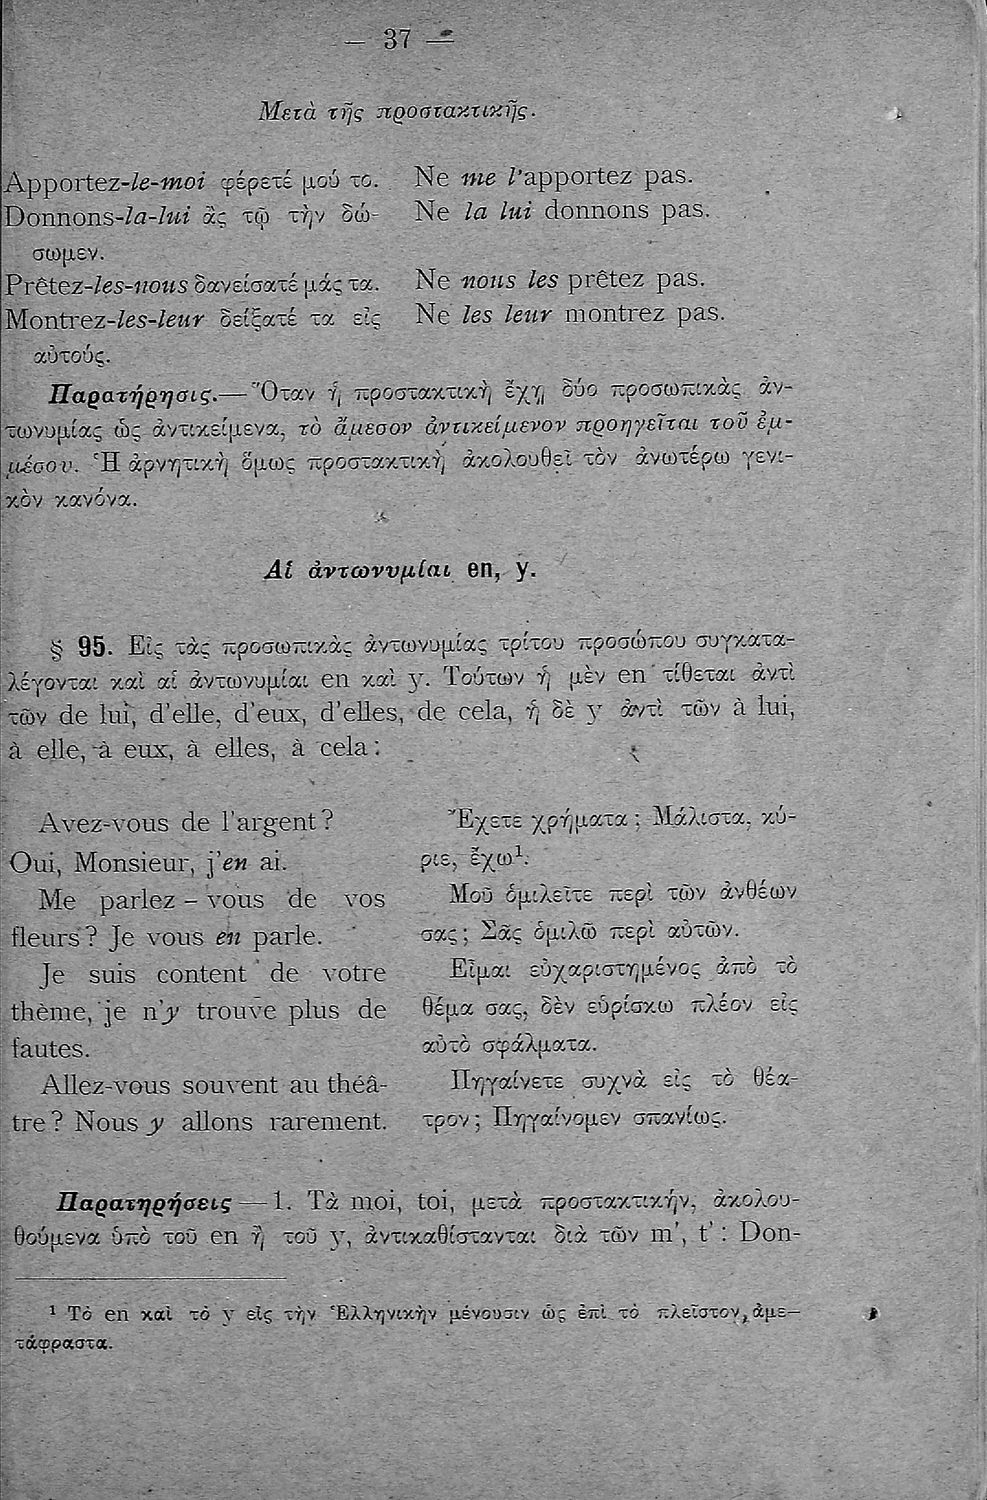 — 37 —
Μετὰ τῆς προστακτικῆς.
Apportez-le-moi φέρετέ μού το. Ne me l'apportez pas.
Donnons-la-lui ἂς τῷ τὴν δώ- Ne la lui donnons pas.
σωμεν.
Prêtez-les-nous δανείσατέ μάς τα. Ne nous les prêtez pas.
Montrez-les-leur δείξατέ τα εἰς Ne les leur montrez pas.
αὐτούς.
Παρατήρησις.— Ὅταν ἡ προστακτικὴ ἔχῃ δύο προσωπικὰς ἀν-
τωνυμίας ὡς ἀντικείμενα, τὸ ἄμεσον ἀντικείμενον προηγεῖται τοῦ ἐμ-
μέσου. Ἡ ἀρνητικὴ ὅμως προστακτικὴ ἀκολουθεῖ τὸν ἀνωτέρω γενι-
κὸν κανόνα.
Αἱ ἀντωνυμίαι en, y.
§ 95. Εἰς τὰς προσωπικὰς ἀντωνυμίας τρίτου προσώπου συγκατα-
λέγονται καὶ αἱ ἀντωνυμίαι en καὶ y. Τούτων ἡ μὲν en τίθεται ἀντὶ
τῶν de lui, d'elle, d'eux, d'elles, de cela, ἡ δὲ y ἀντὶ τῶν à lui,
à elle, à eux, à elles, à cela :
Avez-vous de l'argent ?
Oui, Monsieur, j'en ai.
Me parlez-vous de vos
fleurs ? Je vous en parle.
Je suis content de votre
thème, je n'y trouve plus de
fautes.
Allez-vous souvent au théâ-
tre ? Nous y allons rarement.
Ἔχετε χρήματα ; Μάλιστα, κύ-
ριε, ἔχω¹.
Μοῦ ὁμιλεῖτε περὶ τῶν ἀνθέων
σας ; Σᾶς ὁμιλῶ περὶ αὐτῶν.
Εἶμαι εὐχαριστημένος ἀπὸ τὸ
θέμα σας, δὲν εὑρίσκω πλέον εἰς
αὐτὸ σφάλματα.
Πηγαίνετε συχνὰ εἰς τὸ θέα-
τρον ; Πηγαίνομεν σπανίως.
Παρατηρήσεις — 1. Τὰ moi, toi, μετὰ προστακτικήν, ἀκολου-
θούμενα ὑπὸ τοῦ en ἢ τοῦ y, ἀντικαθίστανται διὰ τῶν m', t' : Don-
¹ Τὸ en καὶ τὸ y εἰς τὴν Ἑλληνικὴν μένουσιν ὡς ἐπὶ τὸ πλεῖστον, ἀμε-
τάφραστα.